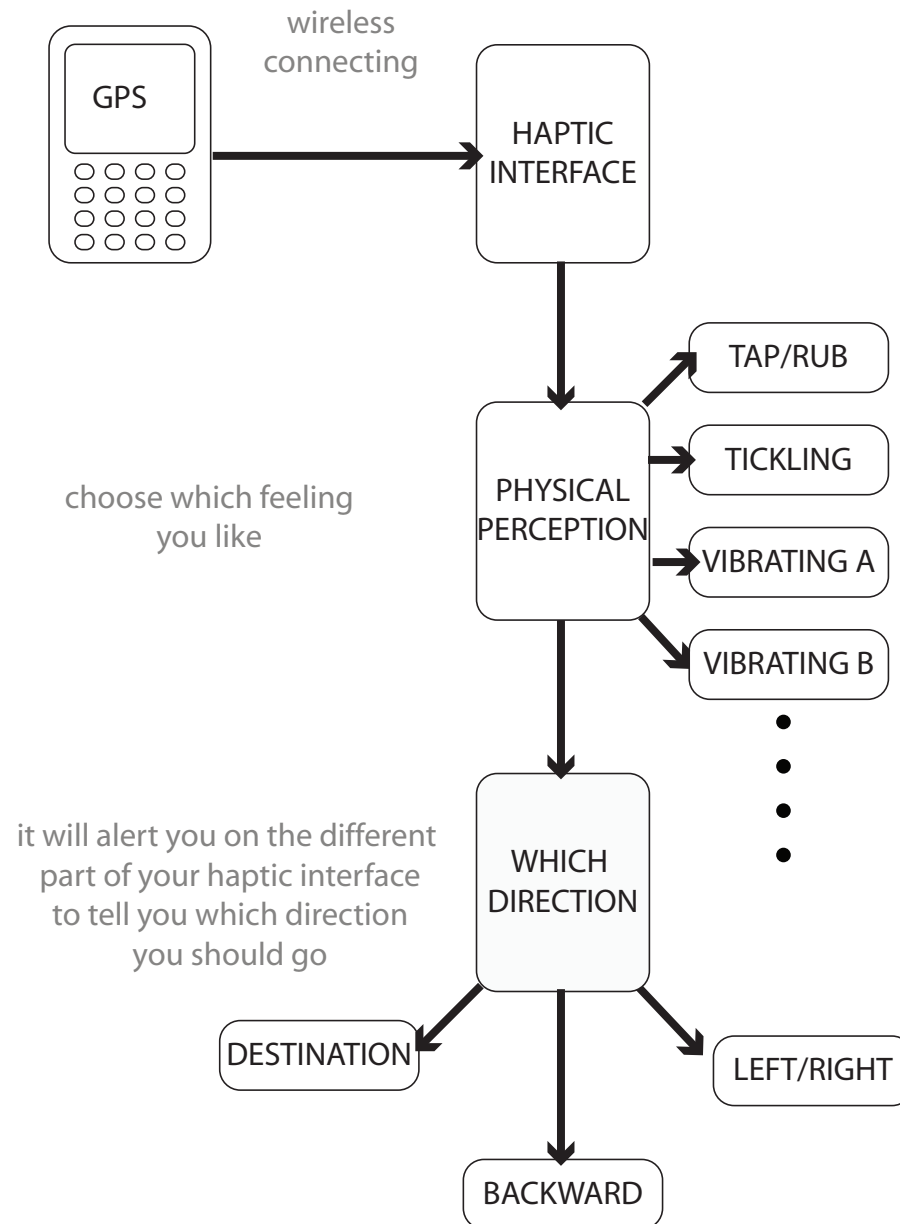 wireless
connecting
GPS
HAPTIC
INTERFACE
TAP/RUB
TICKLING
choose which feeling
you like
PHYSICAL
PERCEPTION
VIBRATING A
VIBRATING B
it will alert you on the different
part of your haptic interface
to tell you which direction
you should go
WHICH
DIRECTION
DESTINATION
LEFT/RIGHT
BACKWARD